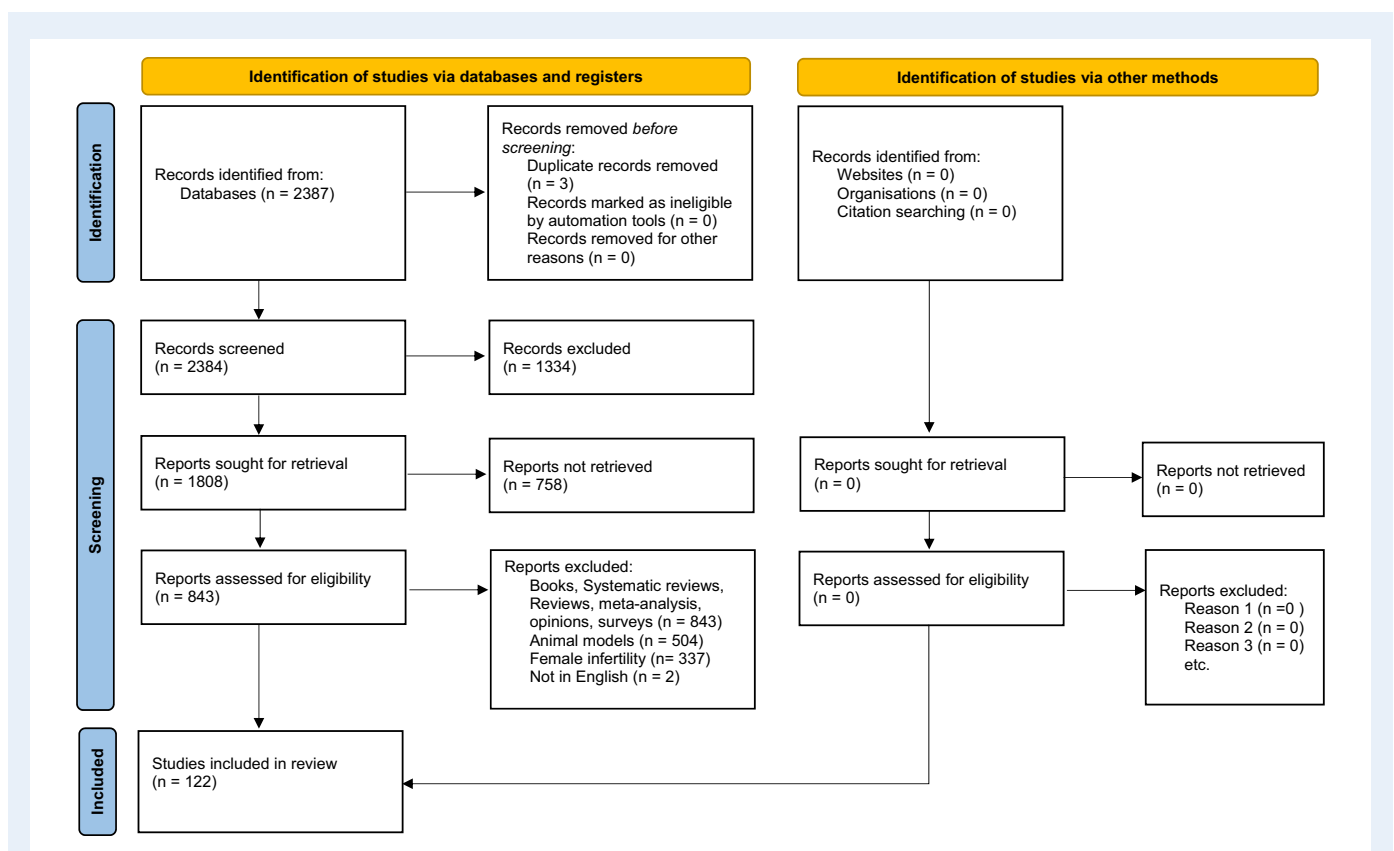 Identification of studies via databases and registers
Identification of studies via other methods
Identification
Records identified from:
Databases (n = 2387)
Records removed before
screening:
Duplicate records removed
(n = 3)
Records marked as ineligible
by automation tools (n = 0)
Records removed for other
reasons (n = 0)
Records identified from:
Websites (n = 0)
Organisations (n = 0)
Citation searching (n = 0)
Screening
Records screened
(n = 2384)
Records excluded
(n = 1334)
Reports sought for retrieval
(n = 1808)
Reports not retrieved
(n = 758)
Reports sought for retrieval
(n = 0)
Reports not retrieved
(n = 0)
Reports assessed for eligibility
(n = 843)
Reports excluded:
Books, Systematic reviews,
Reviews, meta-analysis,
opinions, surveys (n = 843)
Animal models (n = 504)
Female infertility (n= 337)
Not in English (n = 2)
Reports assessed for eligibility
(n = 0)
Reports excluded:
Reason 1 (n =0 )
Reason 2 (n = 0)
Reason 3 (n = 0)
etc.
Included
Studies included in review
(n = 122)